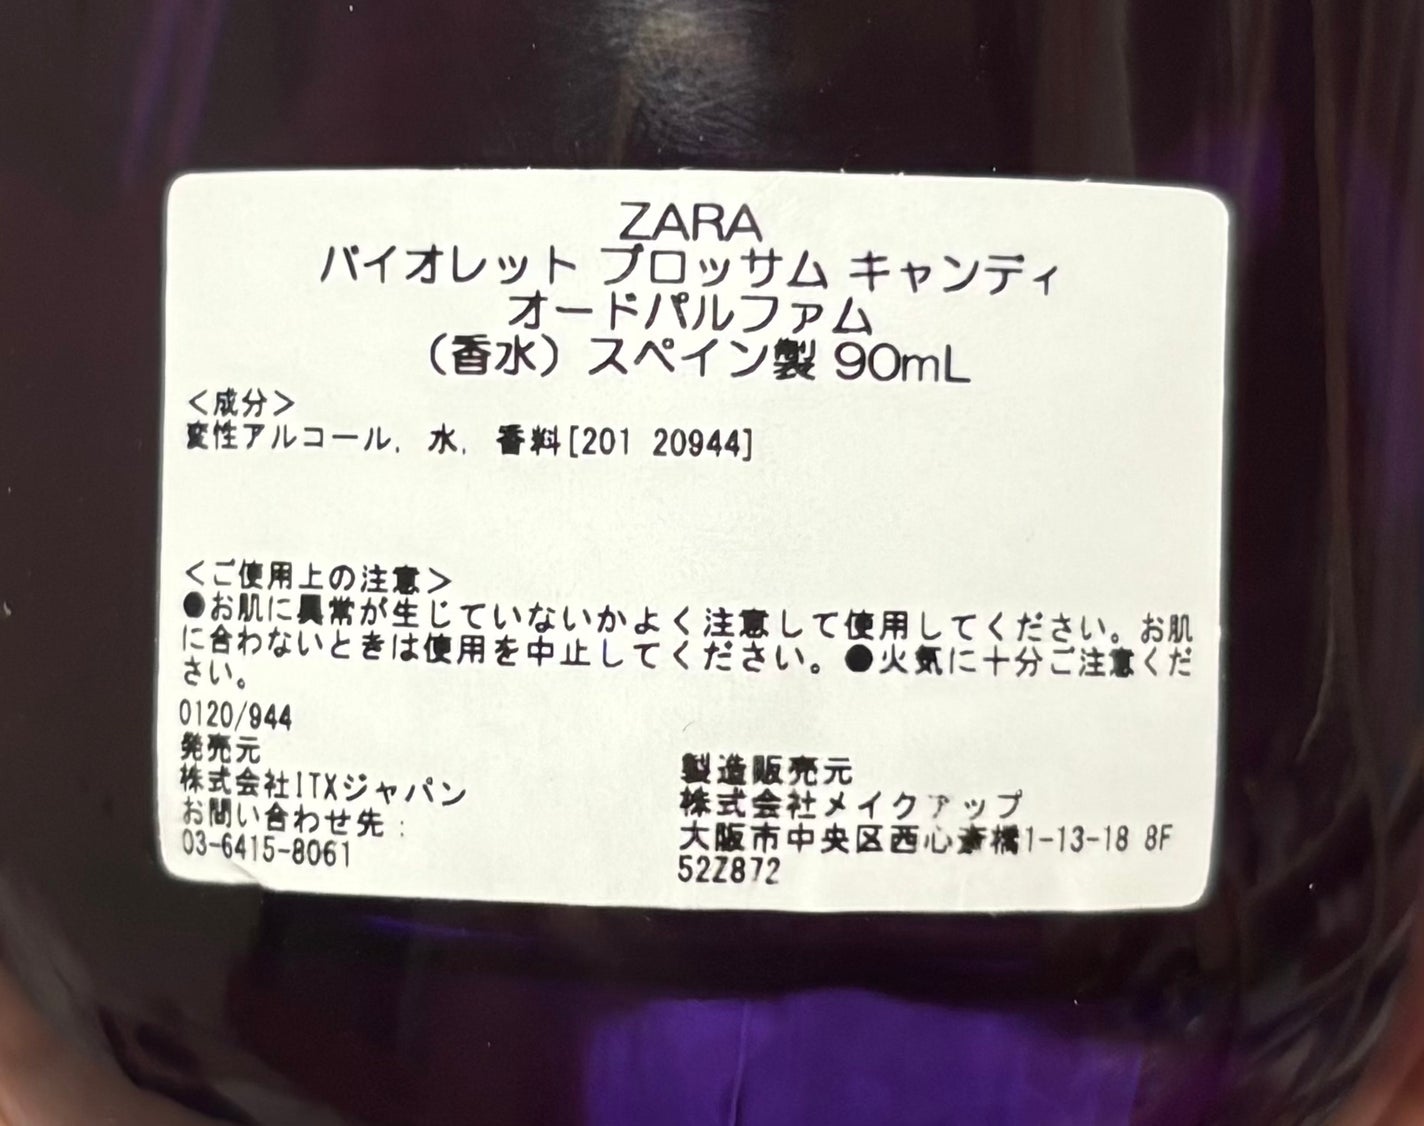 ZARA
バイオレット ブロッサム キャンディ
オードパルファム
（香水）スペイン製 90mL
＜成分＞
変性アルコール, 水, 香料[201 20944]
＜ご使用上の注意＞
●お肌に異常が生じていないかよく注意して使用してください。お肌
に合わないときは使用を中止してください。●火気に十分ご注意くだ
さい。
0120/944
発売元
株式会社ITXジャパン
お問い合わせ先:
03-6415-8061
製造販売元
株式会社メイクアップ
大阪市中央区西心斎橋1-13-18 8F
52Z872